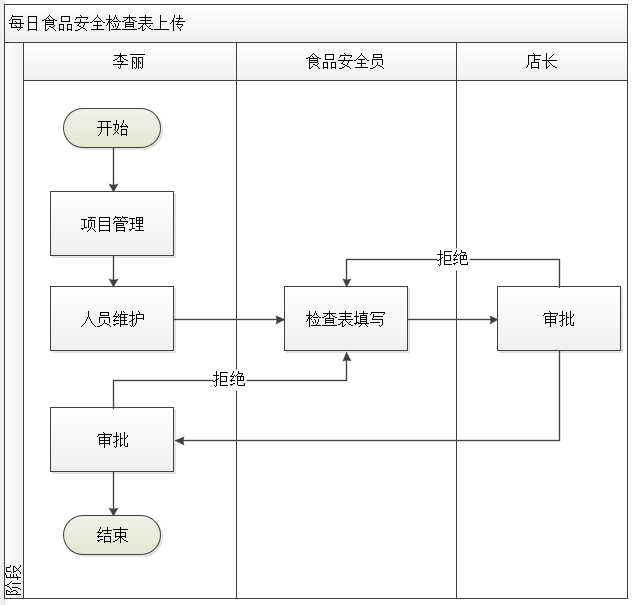 每日食品安全检查表上传
李丽
食品安全员
店长
开始
项目管理
拒绝
人员维护
检查表填写
审批
拒绝
审批
结束
阶段